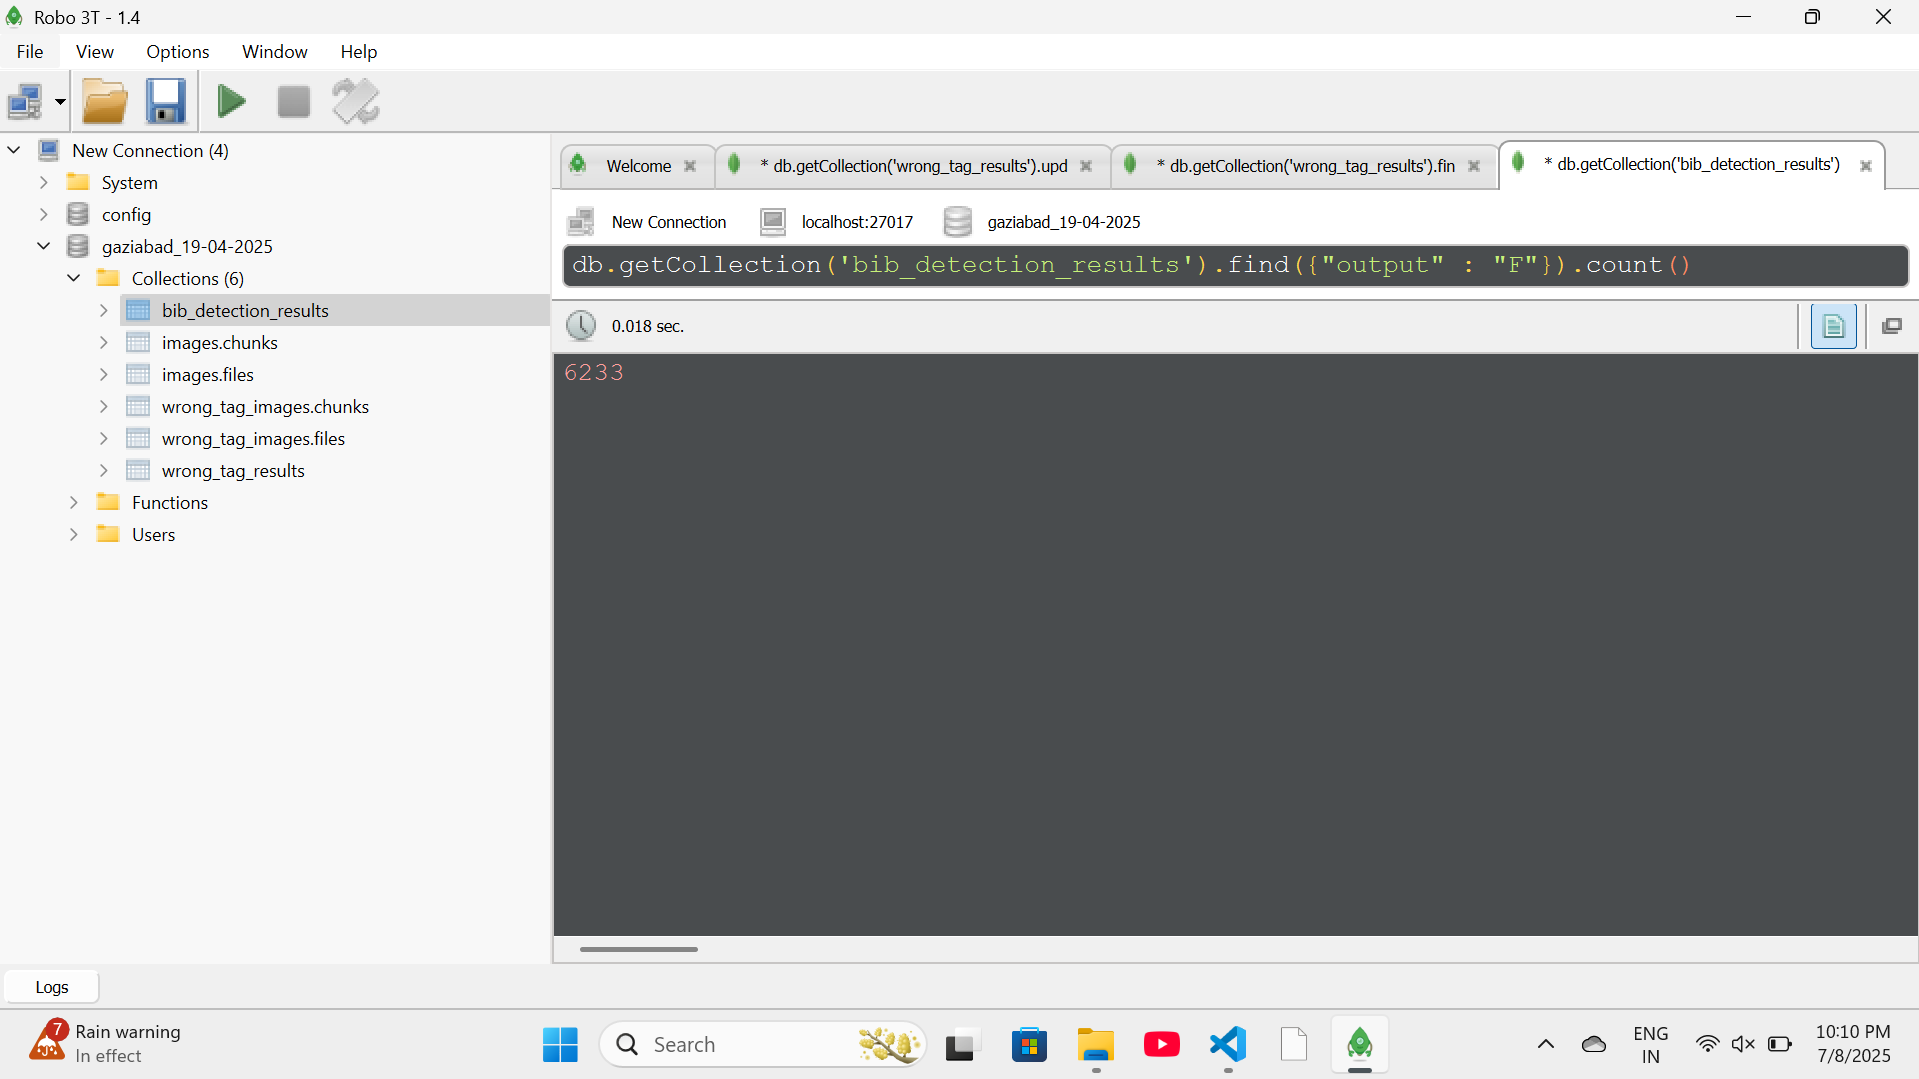 Robo 3T - 1.4
File View Options Window Help
New Connection (4)
System
config
gaziabad_19-04-2025
Collections (6)
bib_detection_results
images.chunks
images.files
wrong_tag_images.chunks
wrong_tag_images.files
wrong_tag_results
Functions
Users
Welcome
* db.getCollection('wrong_tag_results').upd
* db.getCollection('wrong_tag_results').fin
* db.getCollection('bib_detection_results')
New Connection localhost:27017 gaziabad_19-04-2025
db.getCollection('bib_detection_results').find({"output" : "F"}).count()
0.018 sec.
6233
Logs
7
Rain warning
In effect
Search
ENG
IN
10:10 PM
7/8/2025